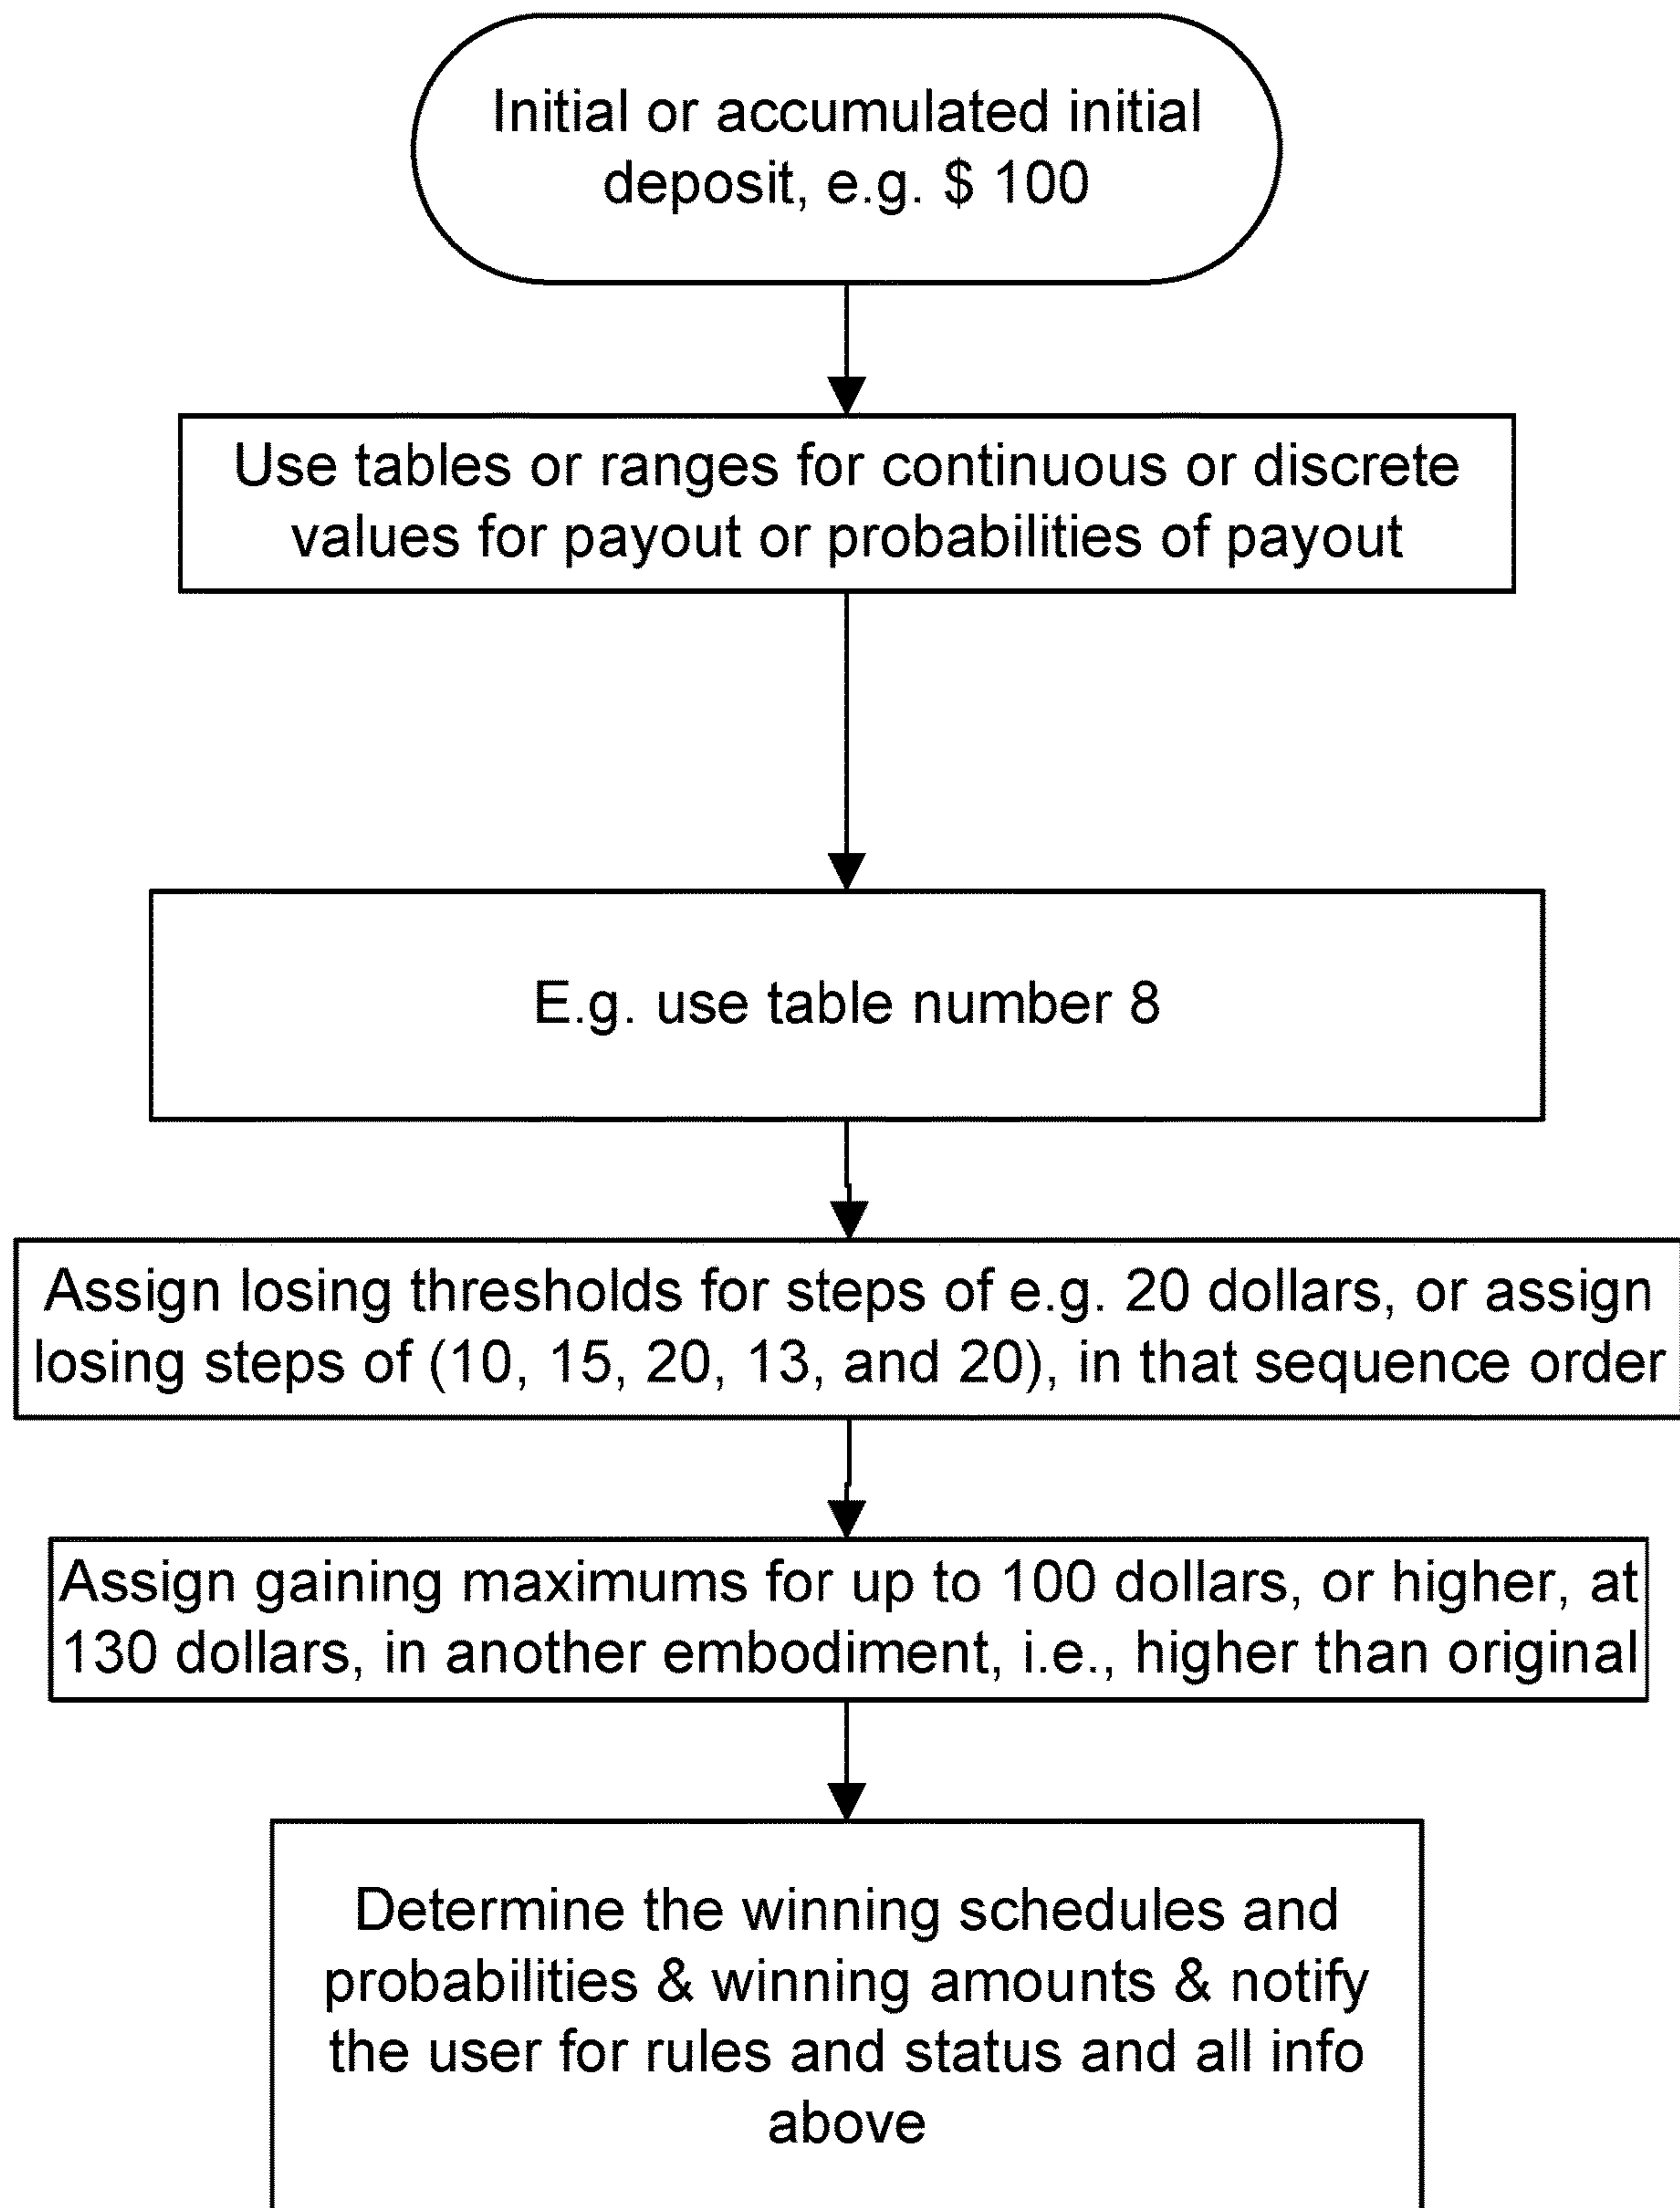 Initial or accumulated initial
deposit, e.g. $ 100
Use tables or ranges for continuous or discrete
values for payout or probabilities of payout
E.g. use table number 8
Assign losing thresholds for steps of e.g. 20 dollars, or assign
losing steps of (10, 15, 20, 13, and 20), in that sequence order
Assign gaining maximums for up to 100 dollars, or higher, at
130 dollars, in another embodiment, i.e., higher than original
Determine the winning schedules and
probabilities & winning amounts & notify
the user for rules and status and all info
above